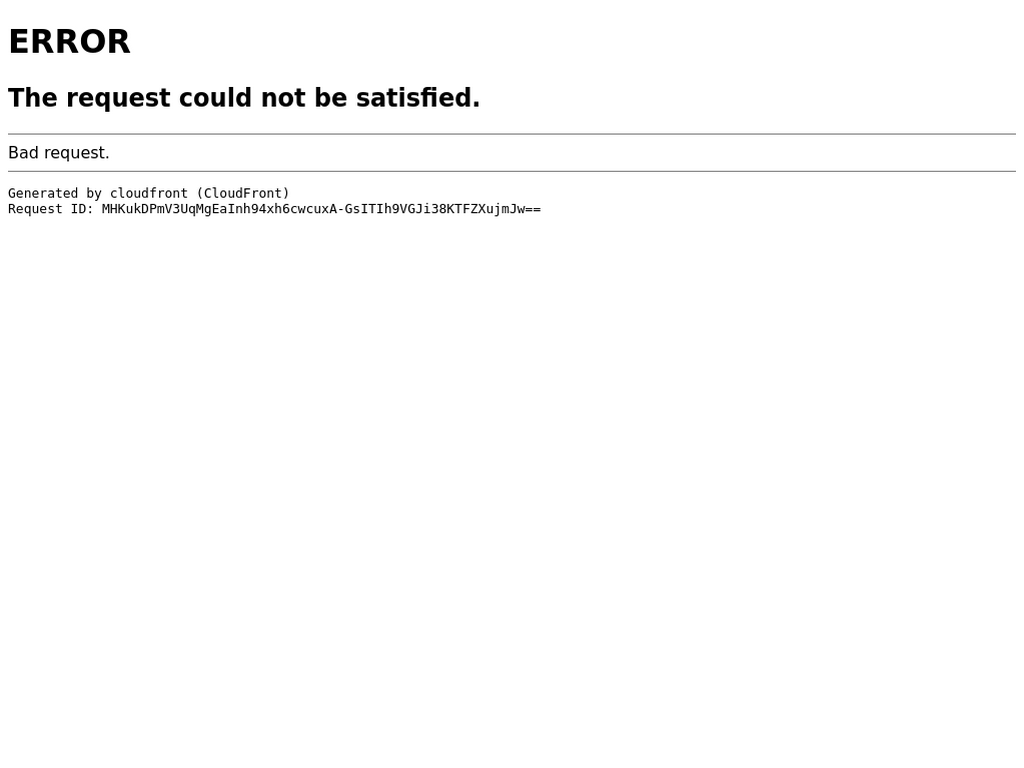 ERROR
The request could not be satisfied.
Bad request.
Generated by cloudfront (CloudFront)
Request ID: MHKukDPmV3UqMgEaInh94xh6cwcuxA-GsITIh9VGJi38KTFZXujmJw==